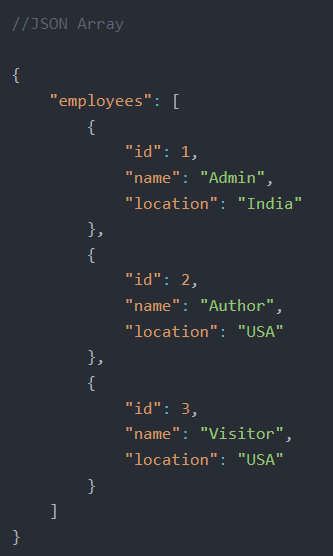 //JSON Array
{
    "employees": [
        {
            "id": 1,
            "name": "Admin",
            "location": "India"
        },
        {
            "id": 2,
            "name": "Author",
            "location": "USA"
        },
        {
            "id": 3,
            "name": "Visitor",
            "location": "USA"
        }
    ]
}